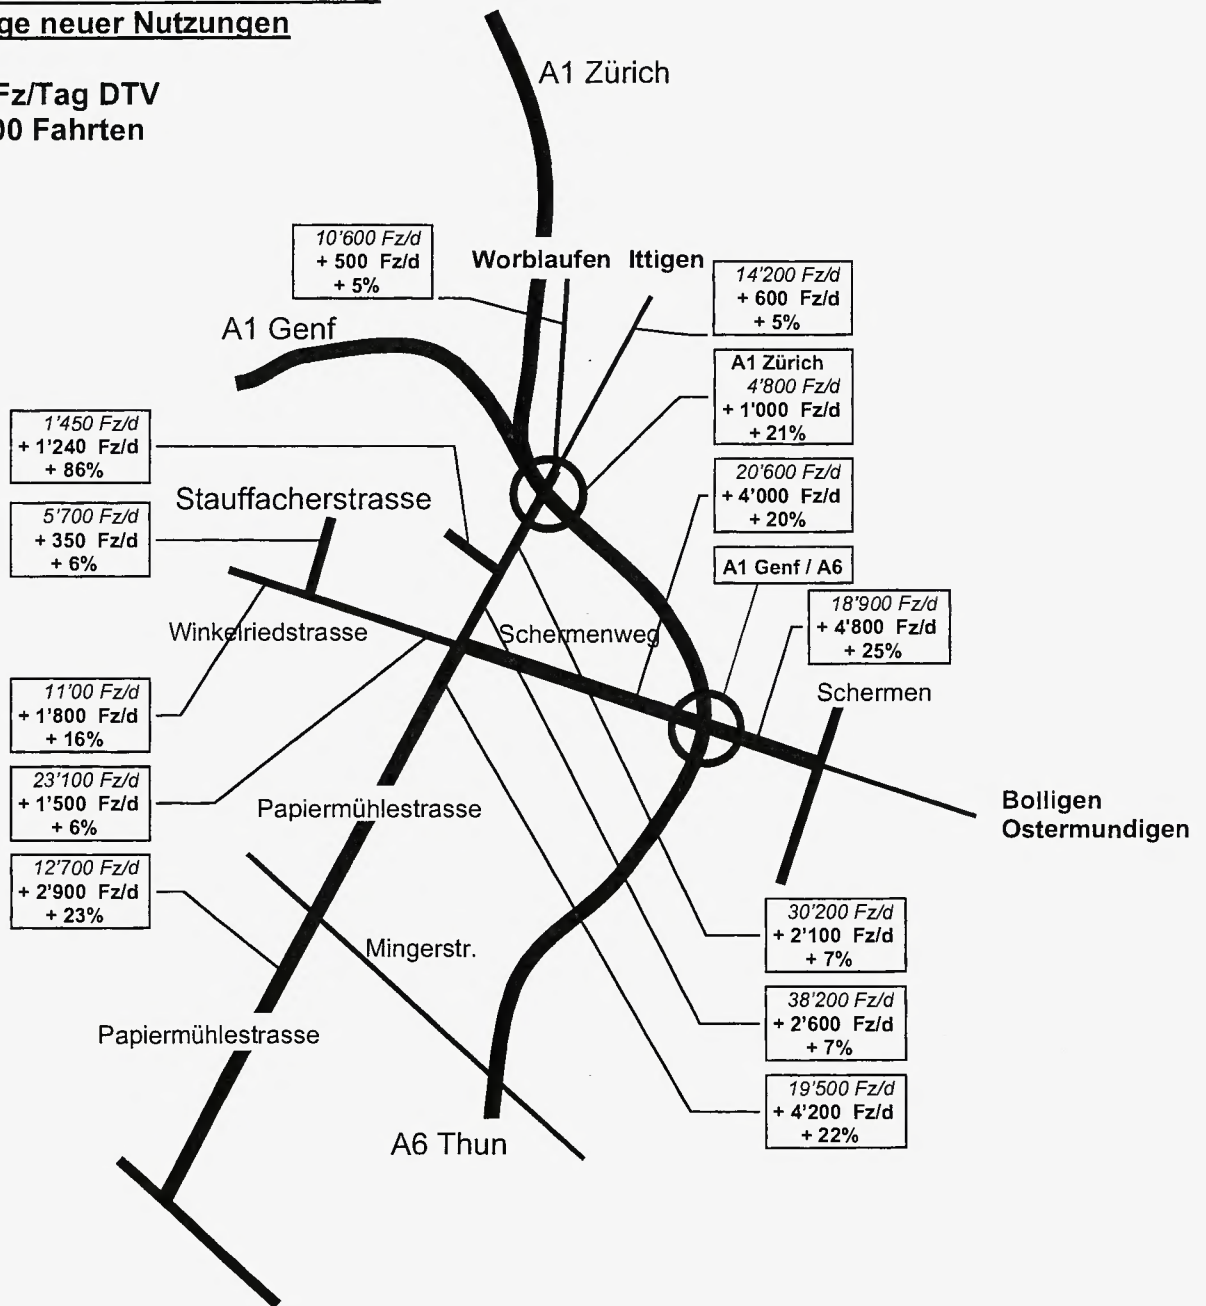 ge neuer Nutzungen
Fz/Tag DTV
00 Fahrten
A1 Zürich
10'600 Fz/d
+ 500 Fz/d
+ 5%
Worblaufen Ittigen
14'200 Fz/d
+ 600 Fz/d
+ 5%
A1 Genf
A1 Zürich
4'800 Fz/d
+ 1'000 Fz/d
+ 21%
1'450 Fz/d
+ 1'240 Fz/d
+ 86%
20'600 Fz/d
+ 4'000 Fz/d
+ 20%
Stauffacherstrasse
5'700 Fz/d
+ 350 Fz/d
+ 6%
A1 Genf / A6
18'900 Fz/d
+ 4'800 Fz/d
+ 25%
Winkelriedstrasse
Schermenweg
Schermen
11'00 Fz/d
+ 1'800 Fz/d
+ 16%
23'100 Fz/d
+ 1'500 Fz/d
+ 6%
Papiermühlestrasse
Bolligen
Ostermundigen
12'700 Fz/d
+ 2'900 Fz/d
+ 23%
Mingerstr.
30'200 Fz/d
+ 2'100 Fz/d
+ 7%
38'200 Fz/d
+ 2'600 Fz/d
+ 7%
Papiermühlestrasse
19'500 Fz/d
+ 4'200 Fz/d
+ 22%
A6 Thun